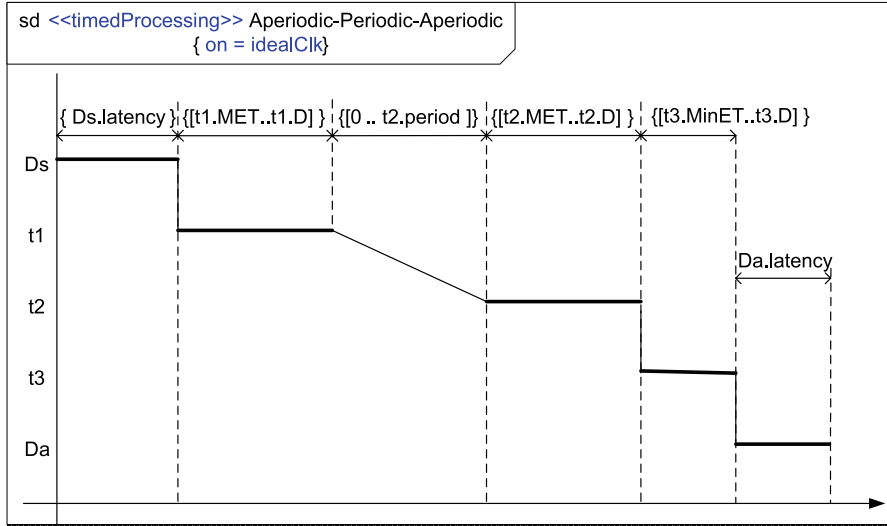 sd <<timedProcessing>> Aperiodic-Periodic-Aperiodic
{ on = idealClk}
{ Ds.latency } {[t1.MET..t1.D] } {[0 .. t2.period ]} {[t2.MET..t2.D] } {[t3.MinET..t3.D] }
Ds
t1
Da.latency
t2
t3
Da